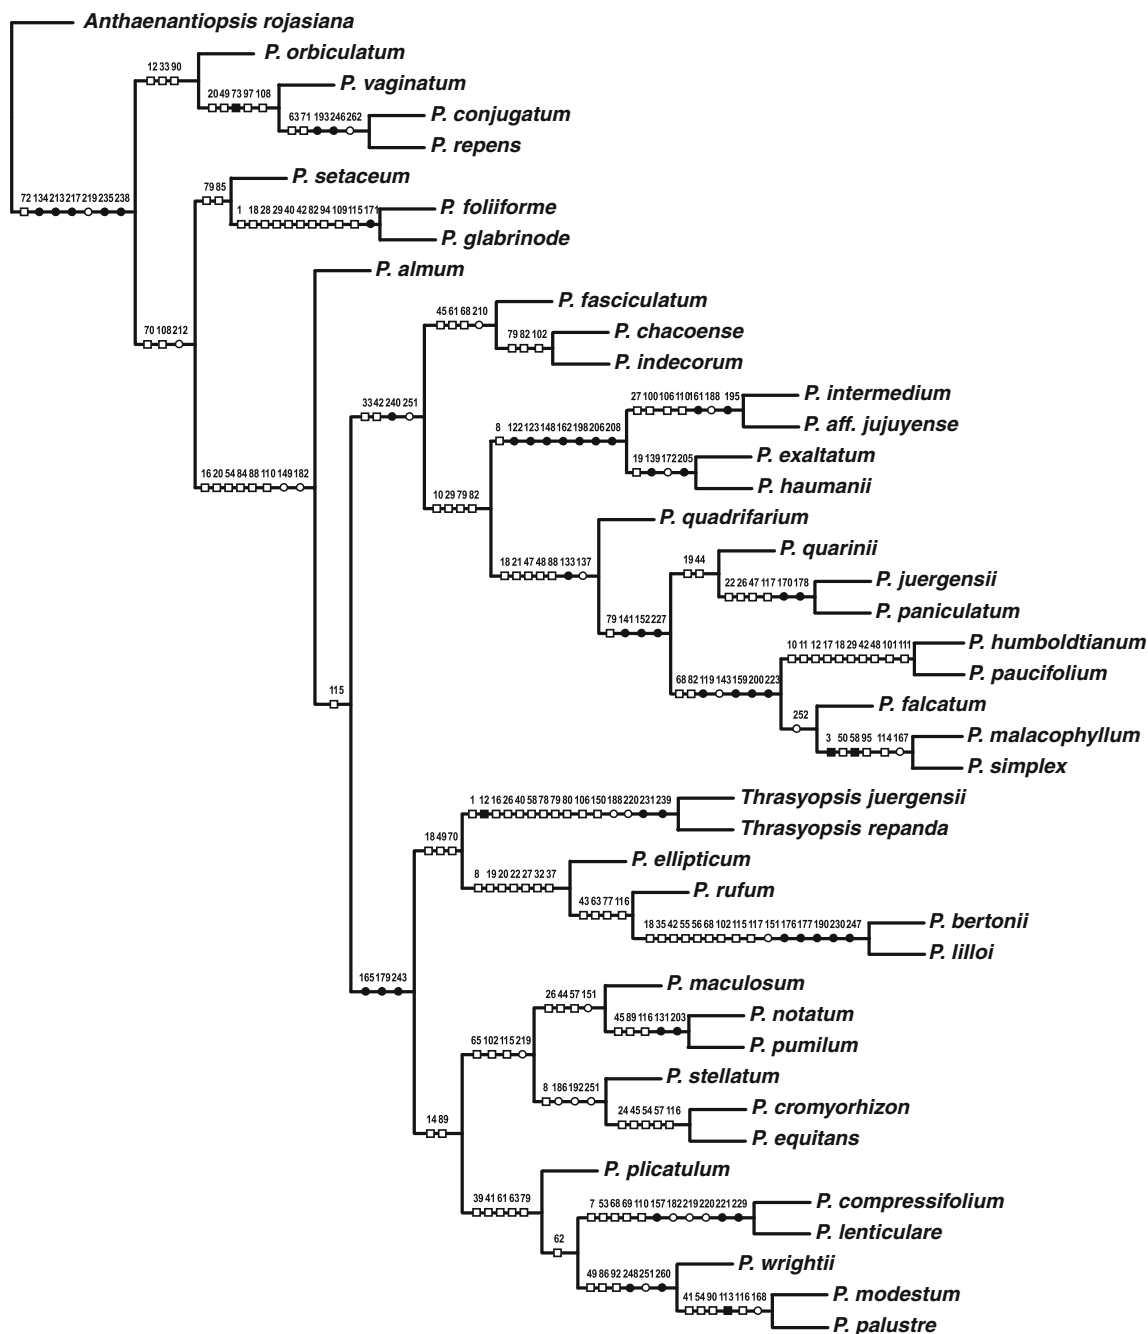 Anthaenantiopsis rojasiana
P. orbiculatum
12 33 90
P. vaginatum
20 49 73 97 108
P. conjugatum
63 71 193 246 262
P. repens
P. setaceum
79 85
72 134 213 217 219 235 238
P. foliiforme
1 18 28 29 40 42 82 94 109 115 171
P. glabrinode
P. almum
P. fasciculatum
45 61 68 210
P. chacoense
70 108 212
79 82 102
P. indecorum
P. intermedium
27 100 106 110 161 188 195
33 42 240 251
P. aff. jujuyense
8 122 123 148 162 198 206 208
P. exaltatum
19 139 172 205
16 20 54 84 88 110 149 182
P. haumanii
10 29 79 82
P. quadrifarium
P. quarinii
18 21 47 48 88 133 137
19 44
P. juergensii
22 26 47 117 170 178
P. paniculatum
79 141 152 227
P. humboldtianum
10 11 12 17 18 29 42 48 101 111
P. paucifolium
68 82 119 143 159 200 223
115
P. falcatum
252
P. malacophyllum
3 50 58 95 114 167
P. simplex
Thrasyopsis juergensii
1 12 16 26 40 58 78 79 80 106 150 188 220 231 239
Thrasyopsis repanda
18 49 70
P. ellipticum
8 19 20 22 27 32 37
P. rufum
43 63 77 116
P. bertonii
18 35 42 55 56 68 102 115 117 151 176 177 190 230 247
P. lilloi
165 179 243
P. maculosum
26 44 57 151
P. notatum
45 89 116 131 203
P. pumilum
65 102 115 219
P. stellatum
8 186 192 251
P. cromyorhizon
24 45 54 57 116
14 89
P. equitans
P. plicatulum
39 41 61 63 79
P. compressifolium
7 53 68 69 110 157 182 219 220 221 229
P. lenticulare
62
P. wrightii
49 86 92 248 251 260
P. modestum
41 54 90 113 116 168
P. palustre